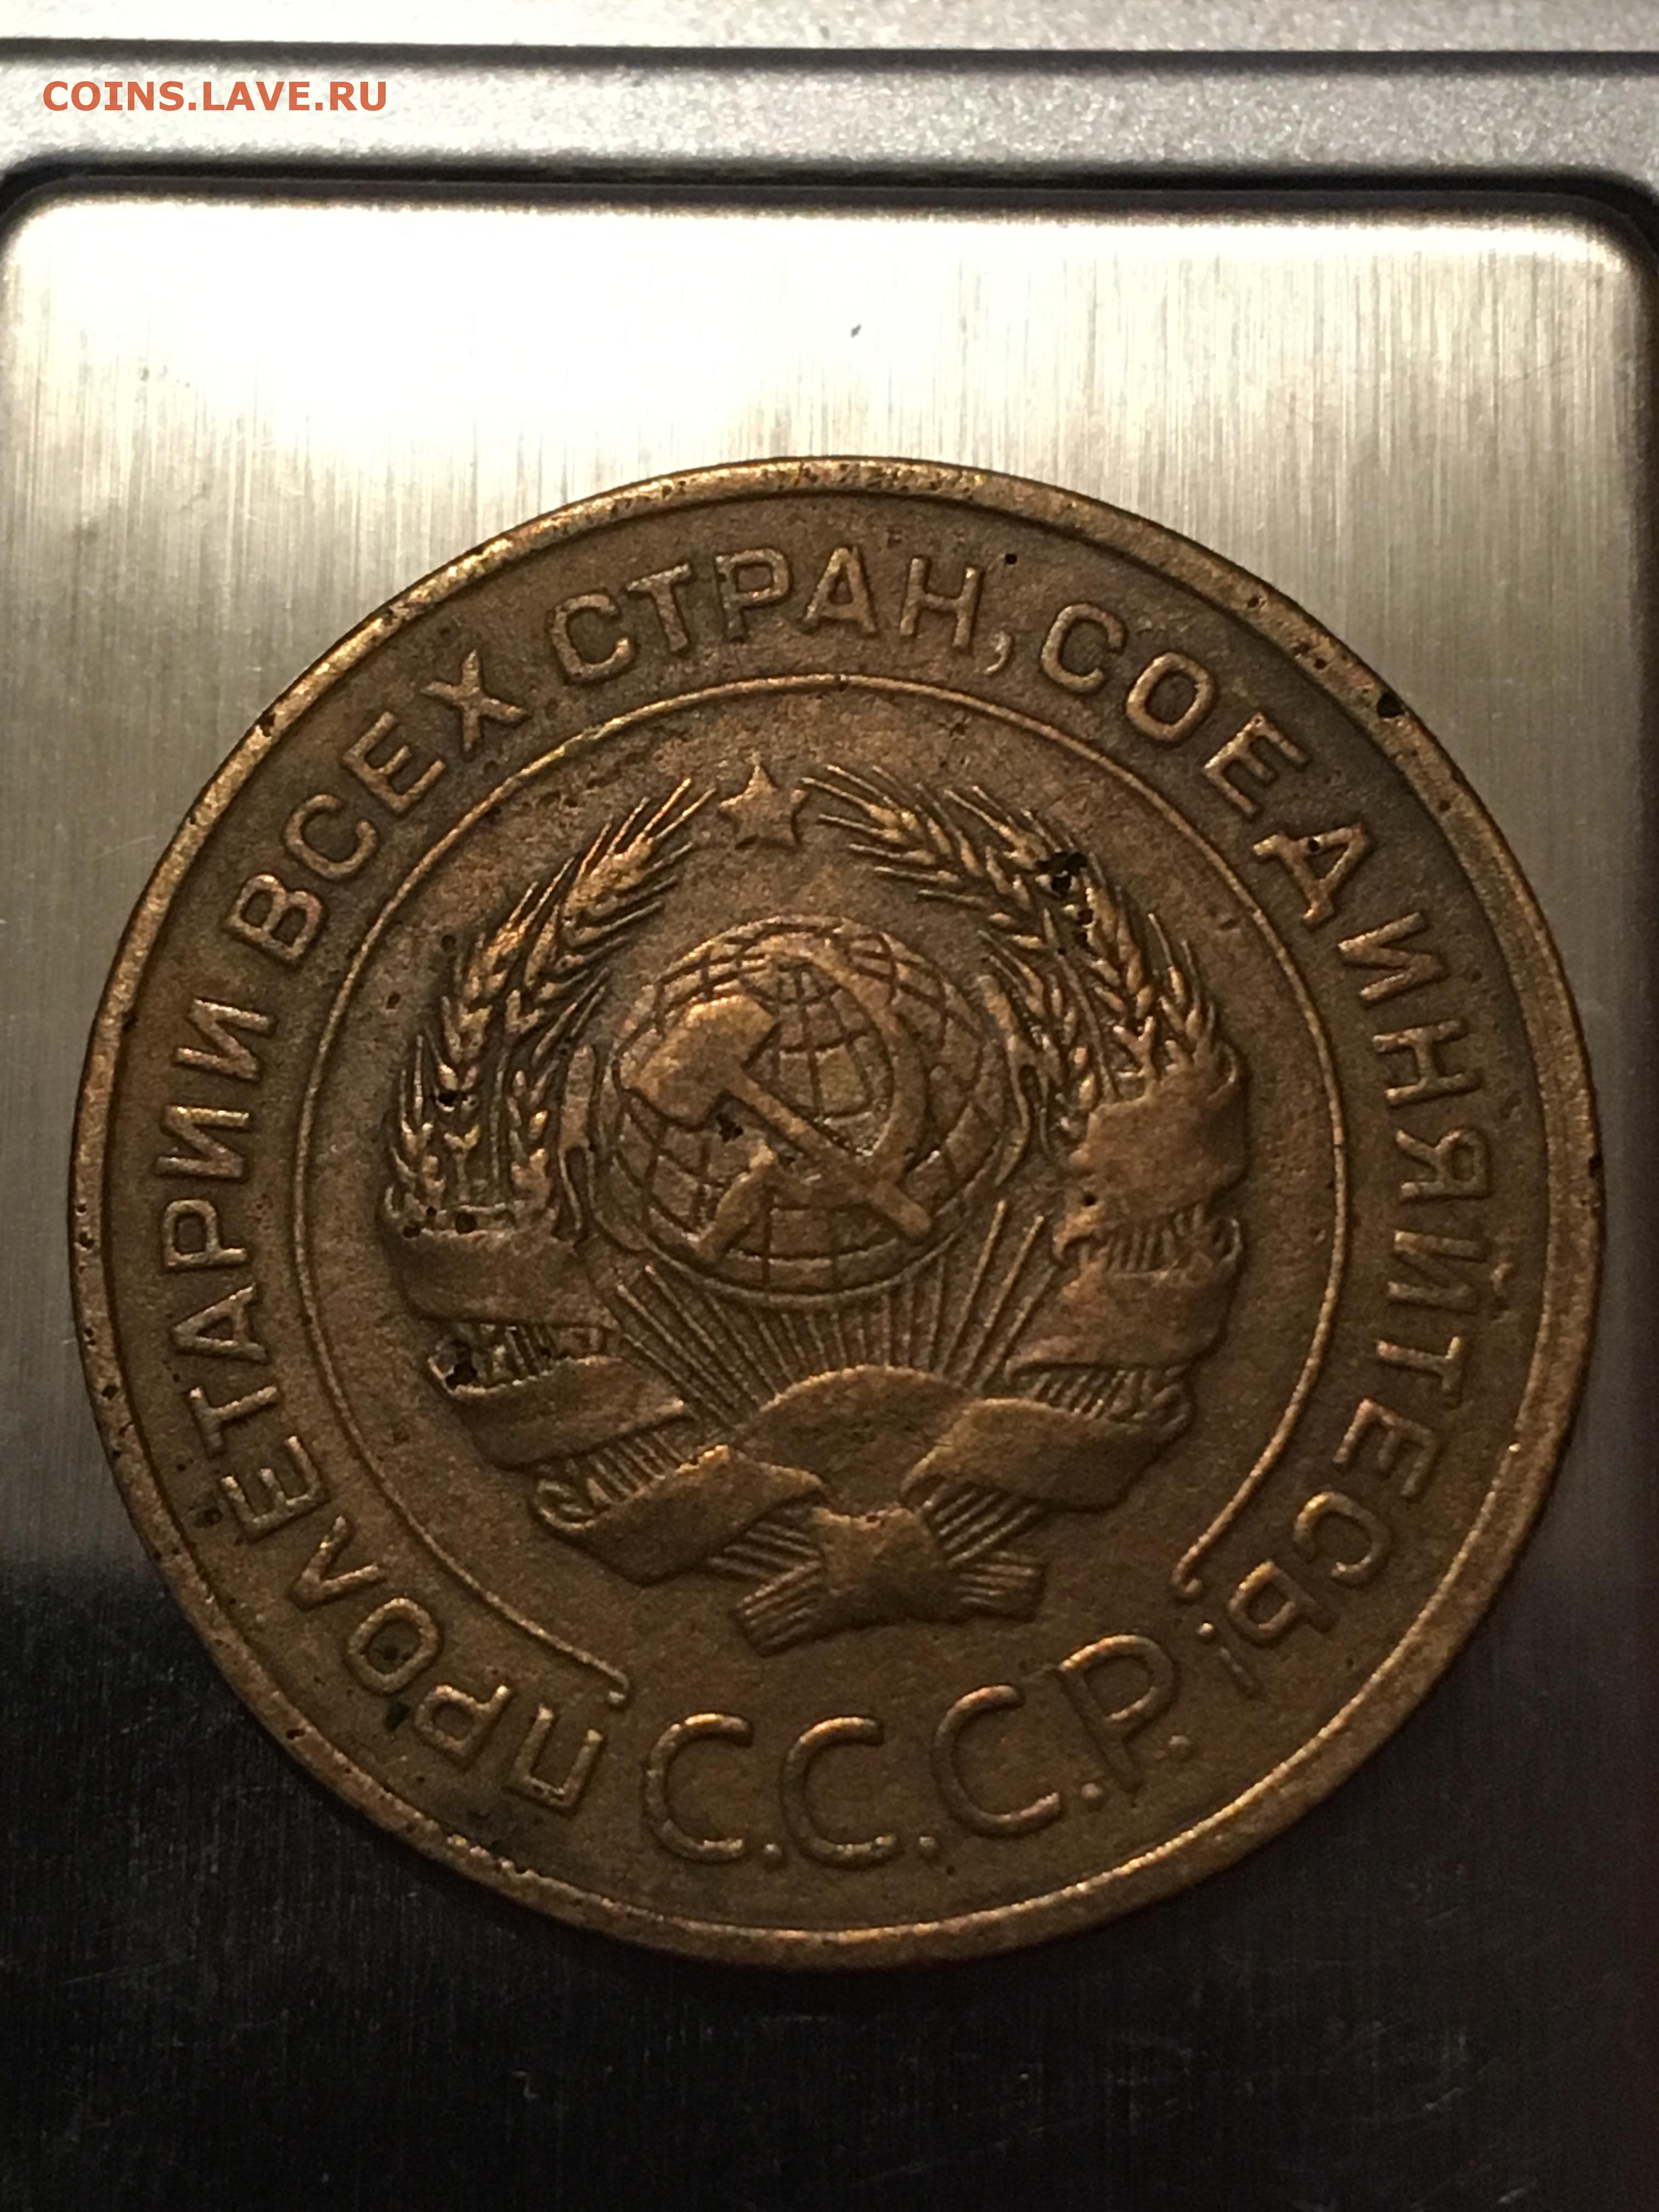 COINS.LAVE.RU
ПРОЛЕТАРИИ ВСЕХ СТРАН, СОЕДИНЯЙТЕСЬ!
С.С.С.Р.